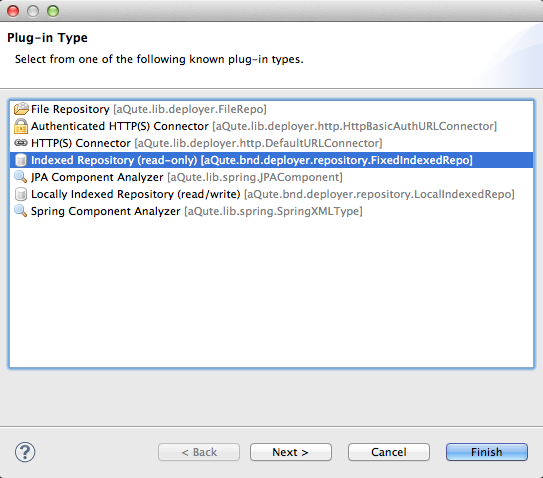 Plug-in Type
Select from one of the following known plug-in types.
File Repository [aQute.lib.deployer.FileRepo]
Authenticated HTTP(S) Connector [aQute.lib.deployer.http.HttpBasicAuthURLConnector]
HTTP(S) Connector [aQute.lib.deployer.http.DefaultURLConnector]
Indexed Repository (read-only) [aQute.bnd.deployer.repository.FixedIndexedRepo]
JPA Component Analyzer [aQute.lib.spring.JPAComponent]
Locally Indexed Repository (read/write) [aQute.bnd.deployer.repository.LocalIndexedRepo]
Spring Component Analyzer [aQute.lib.spring.SpringXMLType]
? < Back Next > Cancel Finish